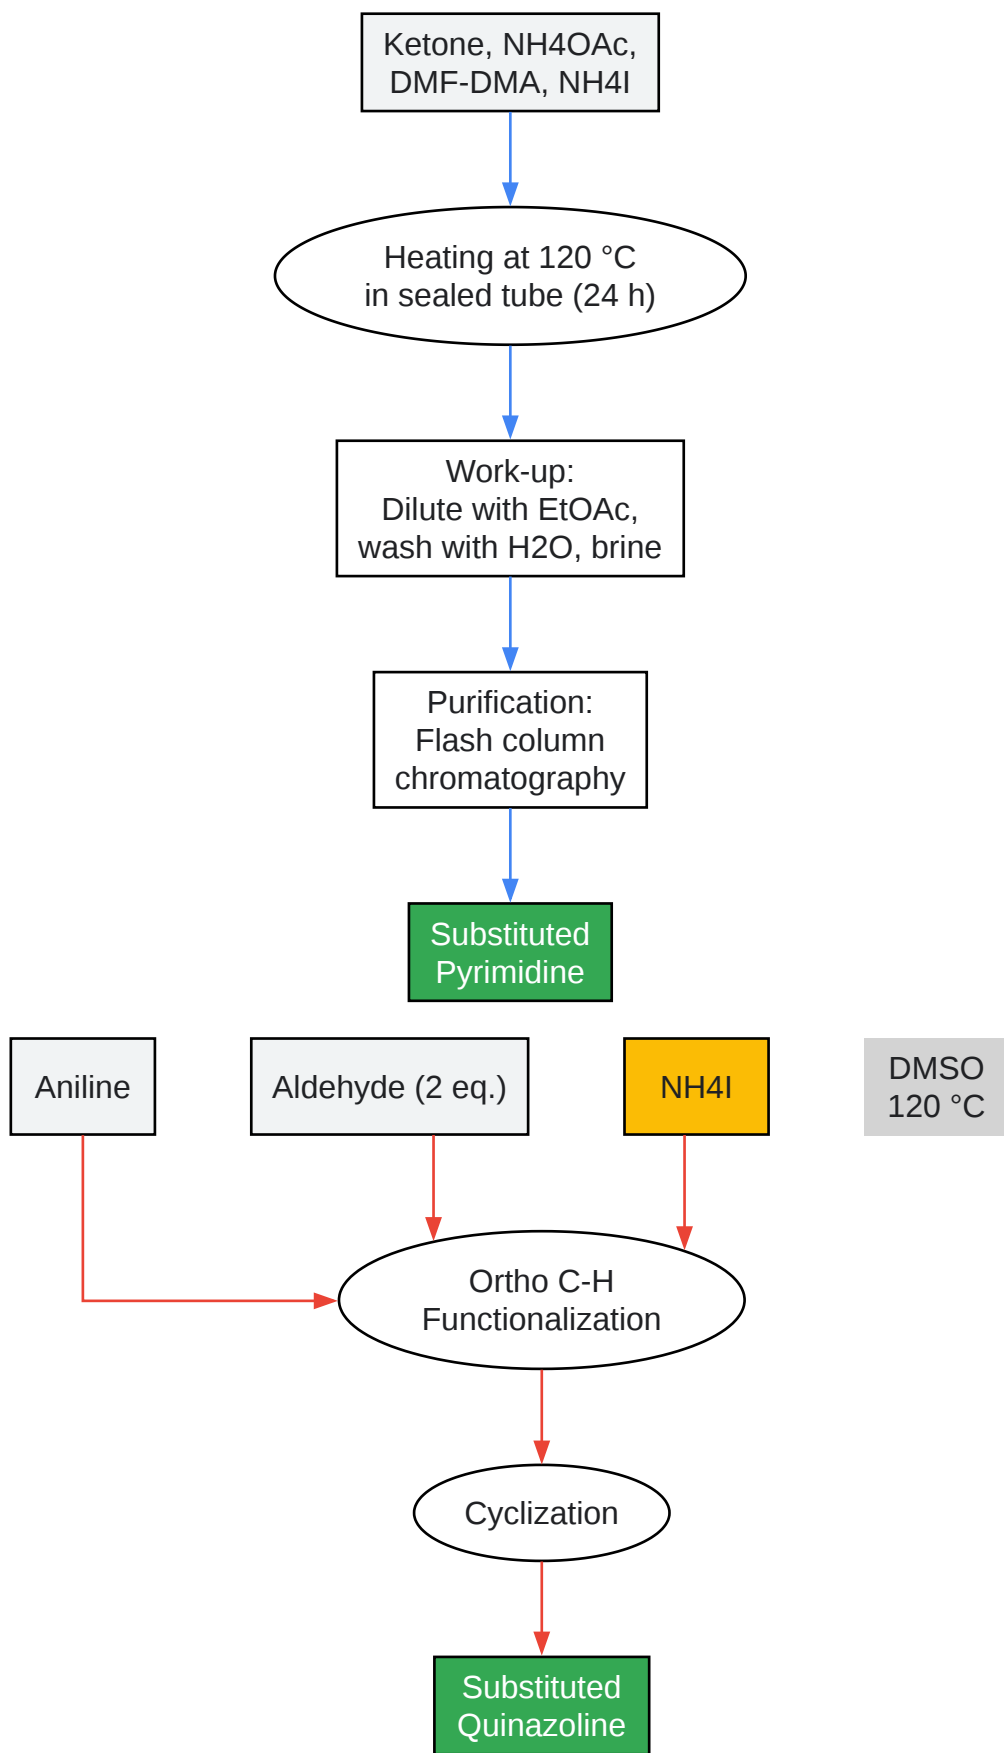 Ketone, NH4OAc,
DMF-DMA, NH4I
Heating at 120 °C
in sealed tube (24 h)
Work-up:
Dilute with EtOAc,
wash with H2O, brine
Purification:
Flash column
chromatography
Substituted
Pyrimidine
Aniline
Aldehyde (2 eq.)
NH4I
DMSO
120 °C
Ortho C-H
Functionalization
Cyclization
Substituted
Quinazoline